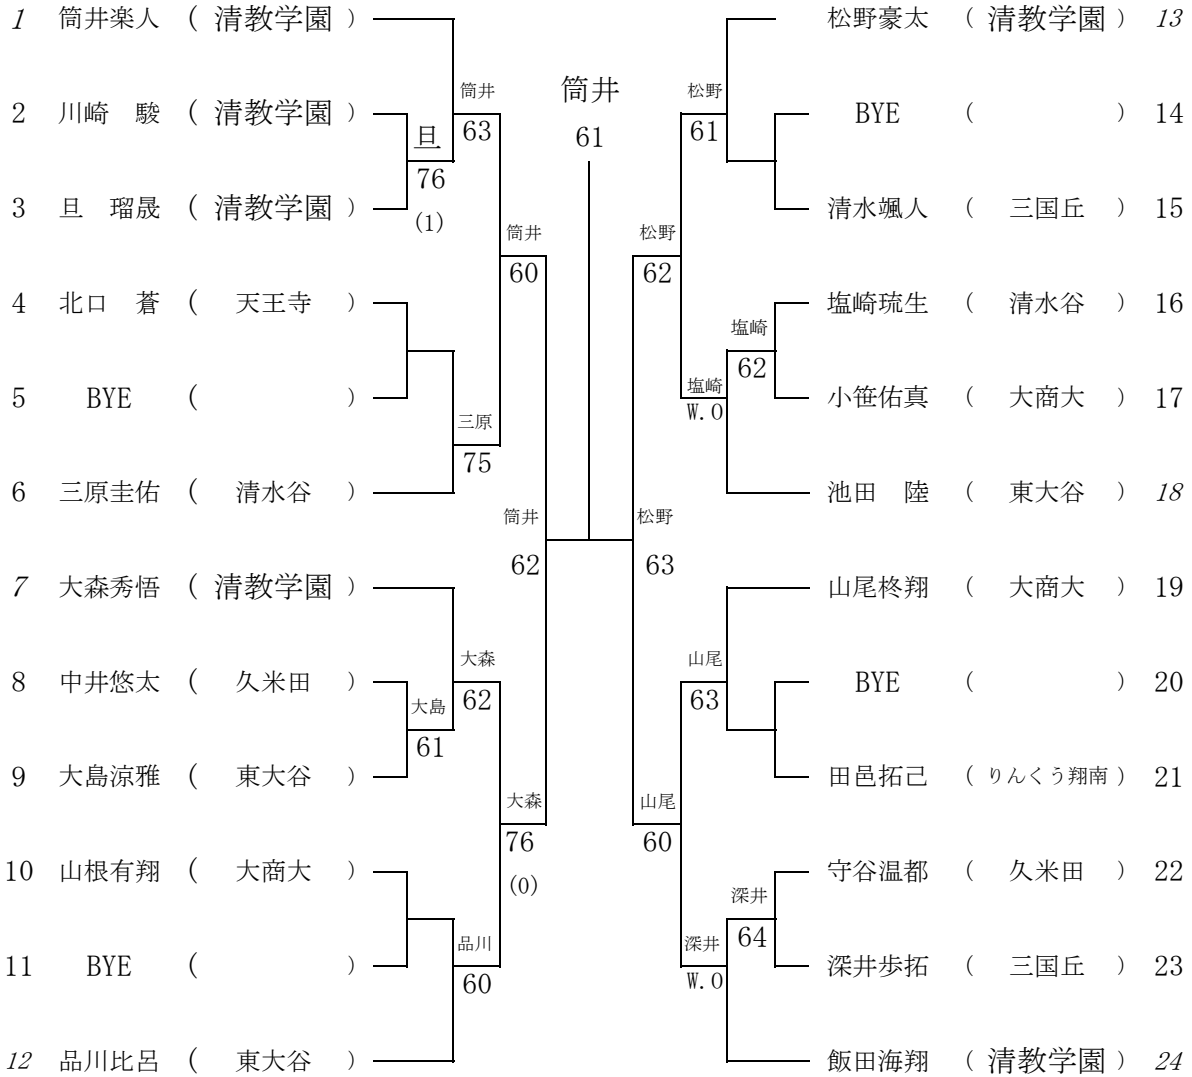 1 筒井楽人 ( 清教学園 )
2 川崎 駿 ( 清教学園 )
3 旦 瑠晟 ( 清教学園 )
4 北口 蒼 ( 天王寺 )
5 BYE ( )
6 三原圭佑 ( 清水谷 )
7 大森秀悟 ( 清教学園 )
8 中井悠太 ( 久米田 )
9 大島涼雅 ( 東大谷 )
10 山根有翔 ( 大商大 )
11 BYE ( )
12 品川比呂 ( 東大谷 )
旦
76
(1)
大島
61
筒井
63
三原
75
大森
62
品川
60
筒井
60
大森
76
(0)
筒井
62
筒井
61
松野
63
松野
62
山尾
60
松野
61
塩崎
W.O
山尾
63
深井
W.O
塩崎
62
深井
64
松野豪太 ( 清教学園 ) 13
BYE ( ) 14
清水颯人 ( 三国丘 ) 15
塩崎琉生 ( 清水谷 ) 16
小笹佑真 ( 大商大 ) 17
池田 陸 ( 東大谷 ) 18
山尾柊翔 ( 大商大 ) 19
BYE ( ) 20
田邑拓己 ( りんくう翔南 ) 21
守谷温都 ( 久米田 ) 22
深井歩拓 ( 三国丘 ) 23
飯田海翔 ( 清教学園 ) 24